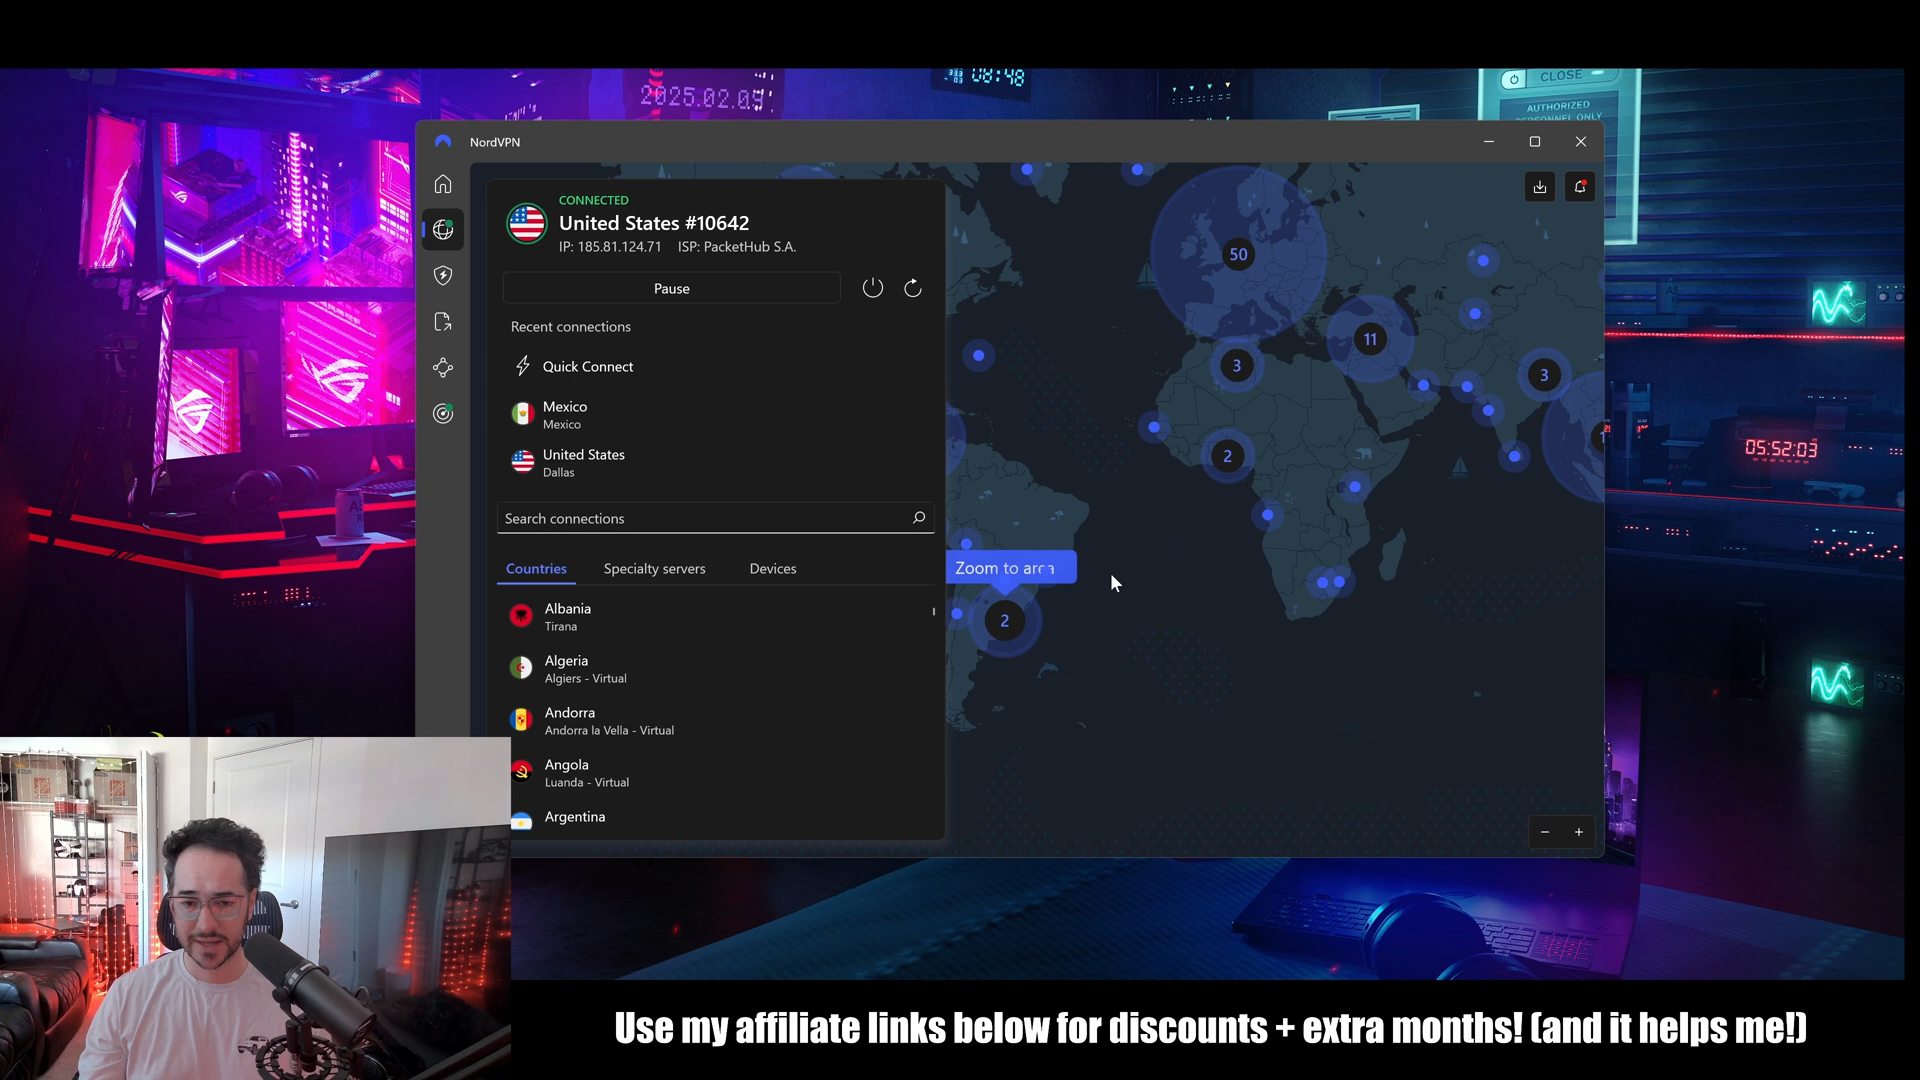 2025.02.05
08:48
CLOSE
AUTHORIZED
PERSONNEL ONLY
NordVPN
CONNECTED
United States #10642
IP: 185.81.124.71 ISP: PacketHub S.A.
Pause
Recent connections
Quick Connect
Mexico
Mexico
United States
Dallas
Search connections
Countries Specialty servers Devices
Albania
Tirana
Algeria
Algiers - Virtual
Andorra
Andorra la Vella - Virtual
Angola
Luanda - Virtual
Argentina
50
11
3
3
2
Zoom to area
2
05:52:03
Use my affiliate links below for discounts + extra months! (and it helps me!)